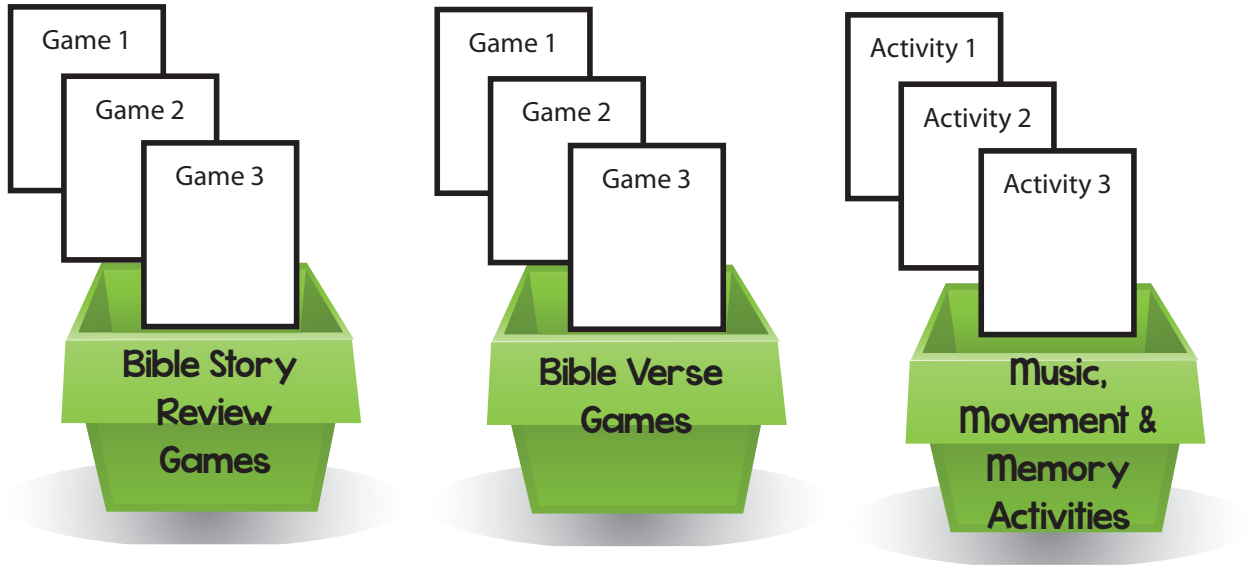 Game 1
Game 2
Game 3
Bible Story
Review
Games
Game 1
Game 2
Game 3
Bible Verse
Games
Activity 1
Activity 2
Activity 3
Music,
Movement &
Memory
Activities